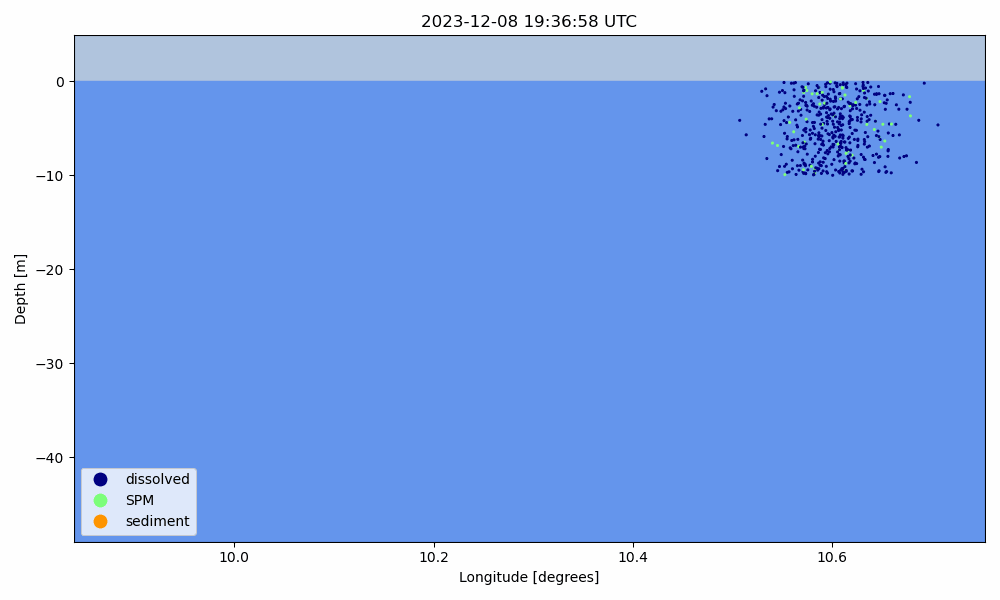 2023-12-08 19:36:58 UTC
0
−10
−20
−30
−40
Depth [m]
dissolved
SPM
sediment
10.0 10.2 10.4 10.6
Longitude [degrees]